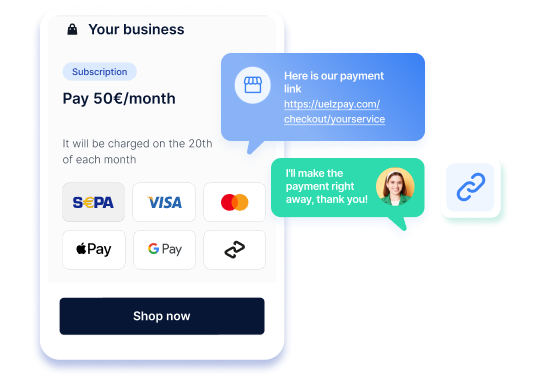 Your business
Subscription
Pay 50€/month
It will be charged on the 20th
of each month
S€PA
VISA
Pay
G Pay
Shop now
Here is our payment
link
https://uelzpay.com/
checkout/yourservice
I'll make the
payment right
away, thank you!